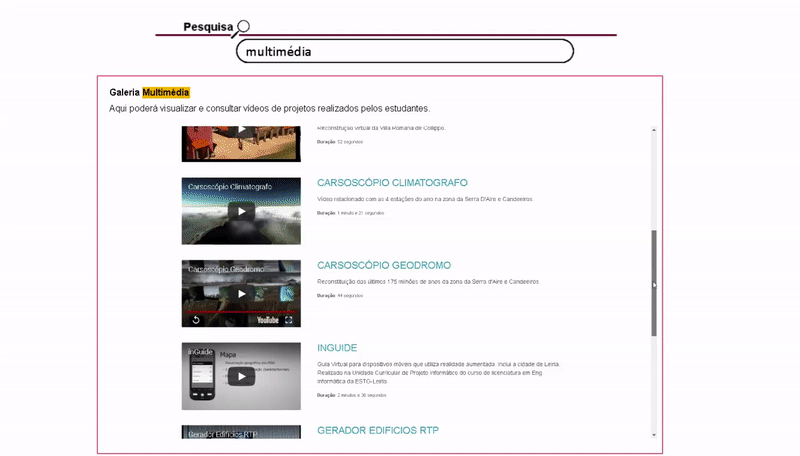 Pesquisa
multimédia
Galeria Multimédia
Aqui poderá visualizar e consultar vídeos de projetos realizados pelos estudantes.
Reconstrução virtual da Villa Romana de Collippo.
Duração: 52 segundos
Carsoscópio Climatografo
CARSOSCÓPIO CLIMATOGRAFO
Vídeo relacionado com as 4 estações do ano na zona da Serra D'Aire e Candeeiros.
Duração: 1 minuto e 21 segundos
Carsoscópio Geodromo
YouTube
CARSOSCÓPIO GEODROMO
Reconstituição dos últimos 175 milhões de anos da zona da Serra d'Aire e Candeeiros.
Duração: 44 segundos
InGuide
Mapa
INGUIDE
Guia Virtual para dispositivos móveis que utiliza realidade aumentada. Inclui a cidade de Leiria.
Realizado na Unidade Curricular de Projeto Informático do curso de licenciatura em Eng.
Informática da ESTG-Leiria.
Duração: 2 minutos e 36 segundos
Gerador Edificios RTP
GERADOR EDIFICIOS RTP